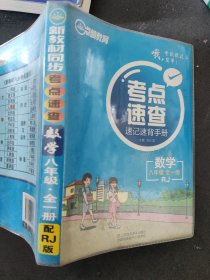 新教材同步
考点速查
数学
八年级·全一册
配RJ版
考点
速查
速记速背手册
数学
八年级 全一册
RJ